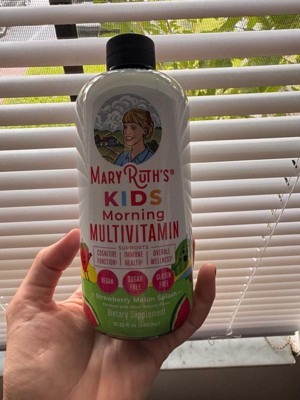 MARY RUTH'S®
KIDS
Morning
MULTIVITAMIN
SUPPORTS
COGNITIVE FUNCTION† IMMUNE HEALTH† OVERALL WELLNESS†
VEGAN SUGAR FREE GLUTEN FREE
Strawberry Melon Splash
Dietary Supplement